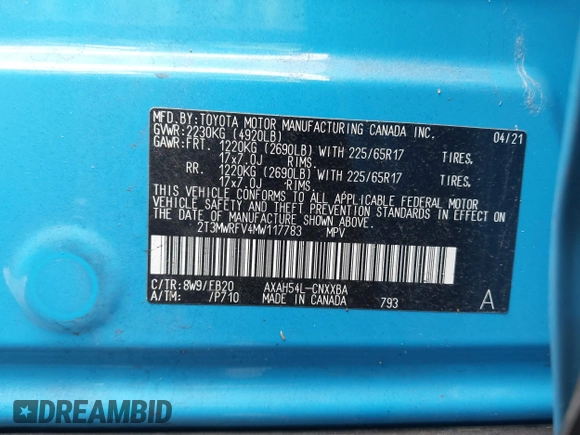 MFD.BY:TOYOTA MOTOR MANUFACTURING CANADA INC. 04/21
GVWR:2230KG (4920LB)
GAWR:FRT. 1220KG (2690LB) WITH 225/65R17 TIRES,
17x7.0J RIMS.
RR. 1220KG (2690LB) WITH 225/65R17 TIRES,
17x7.0J RIMS.
THIS VEHICLE CONFORMS TO ALL APPLICABLE FEDERAL MOTOR
VEHICLE SAFETY AND THEFT PREVENTION STANDARDS IN EFFECT ON
THE DATE OF MANUFACTURE SHOWN ABOVE.
2T3MWRFV4MW117783 MPV
C/TR:8W9/FB20 AXAH54L-CNXXBA
A/TM: /P710 MADE IN CANADA 793 A
DREAMBID